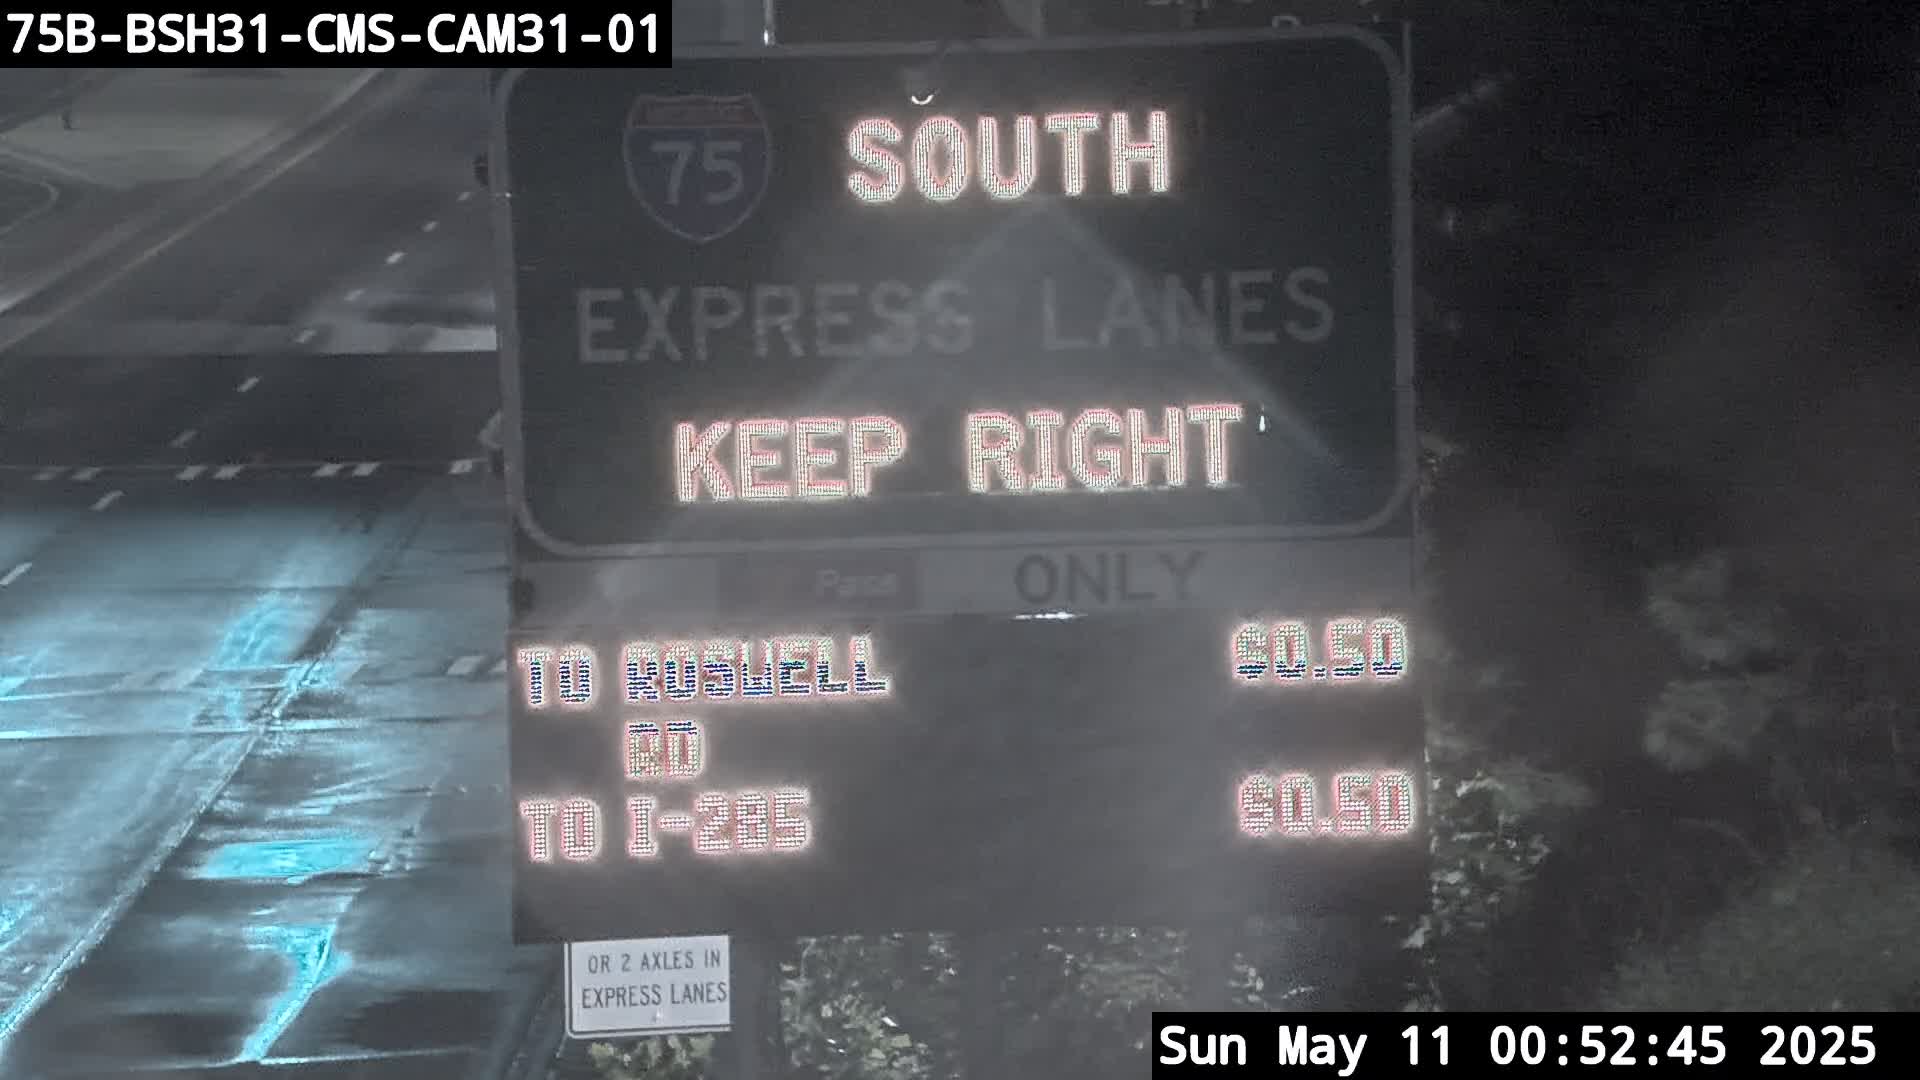 75B-BSH31-CMS-CAM31-01
75 SOUTH
EXPRESS LANES
KEEP RIGHT
Pass ONLY
TO ROSWELL $0.50
RD
TO I-285 $0.50
OR 2 AXLES IN
EXPRESS LANES
Sun May 11 00:52:45 2025